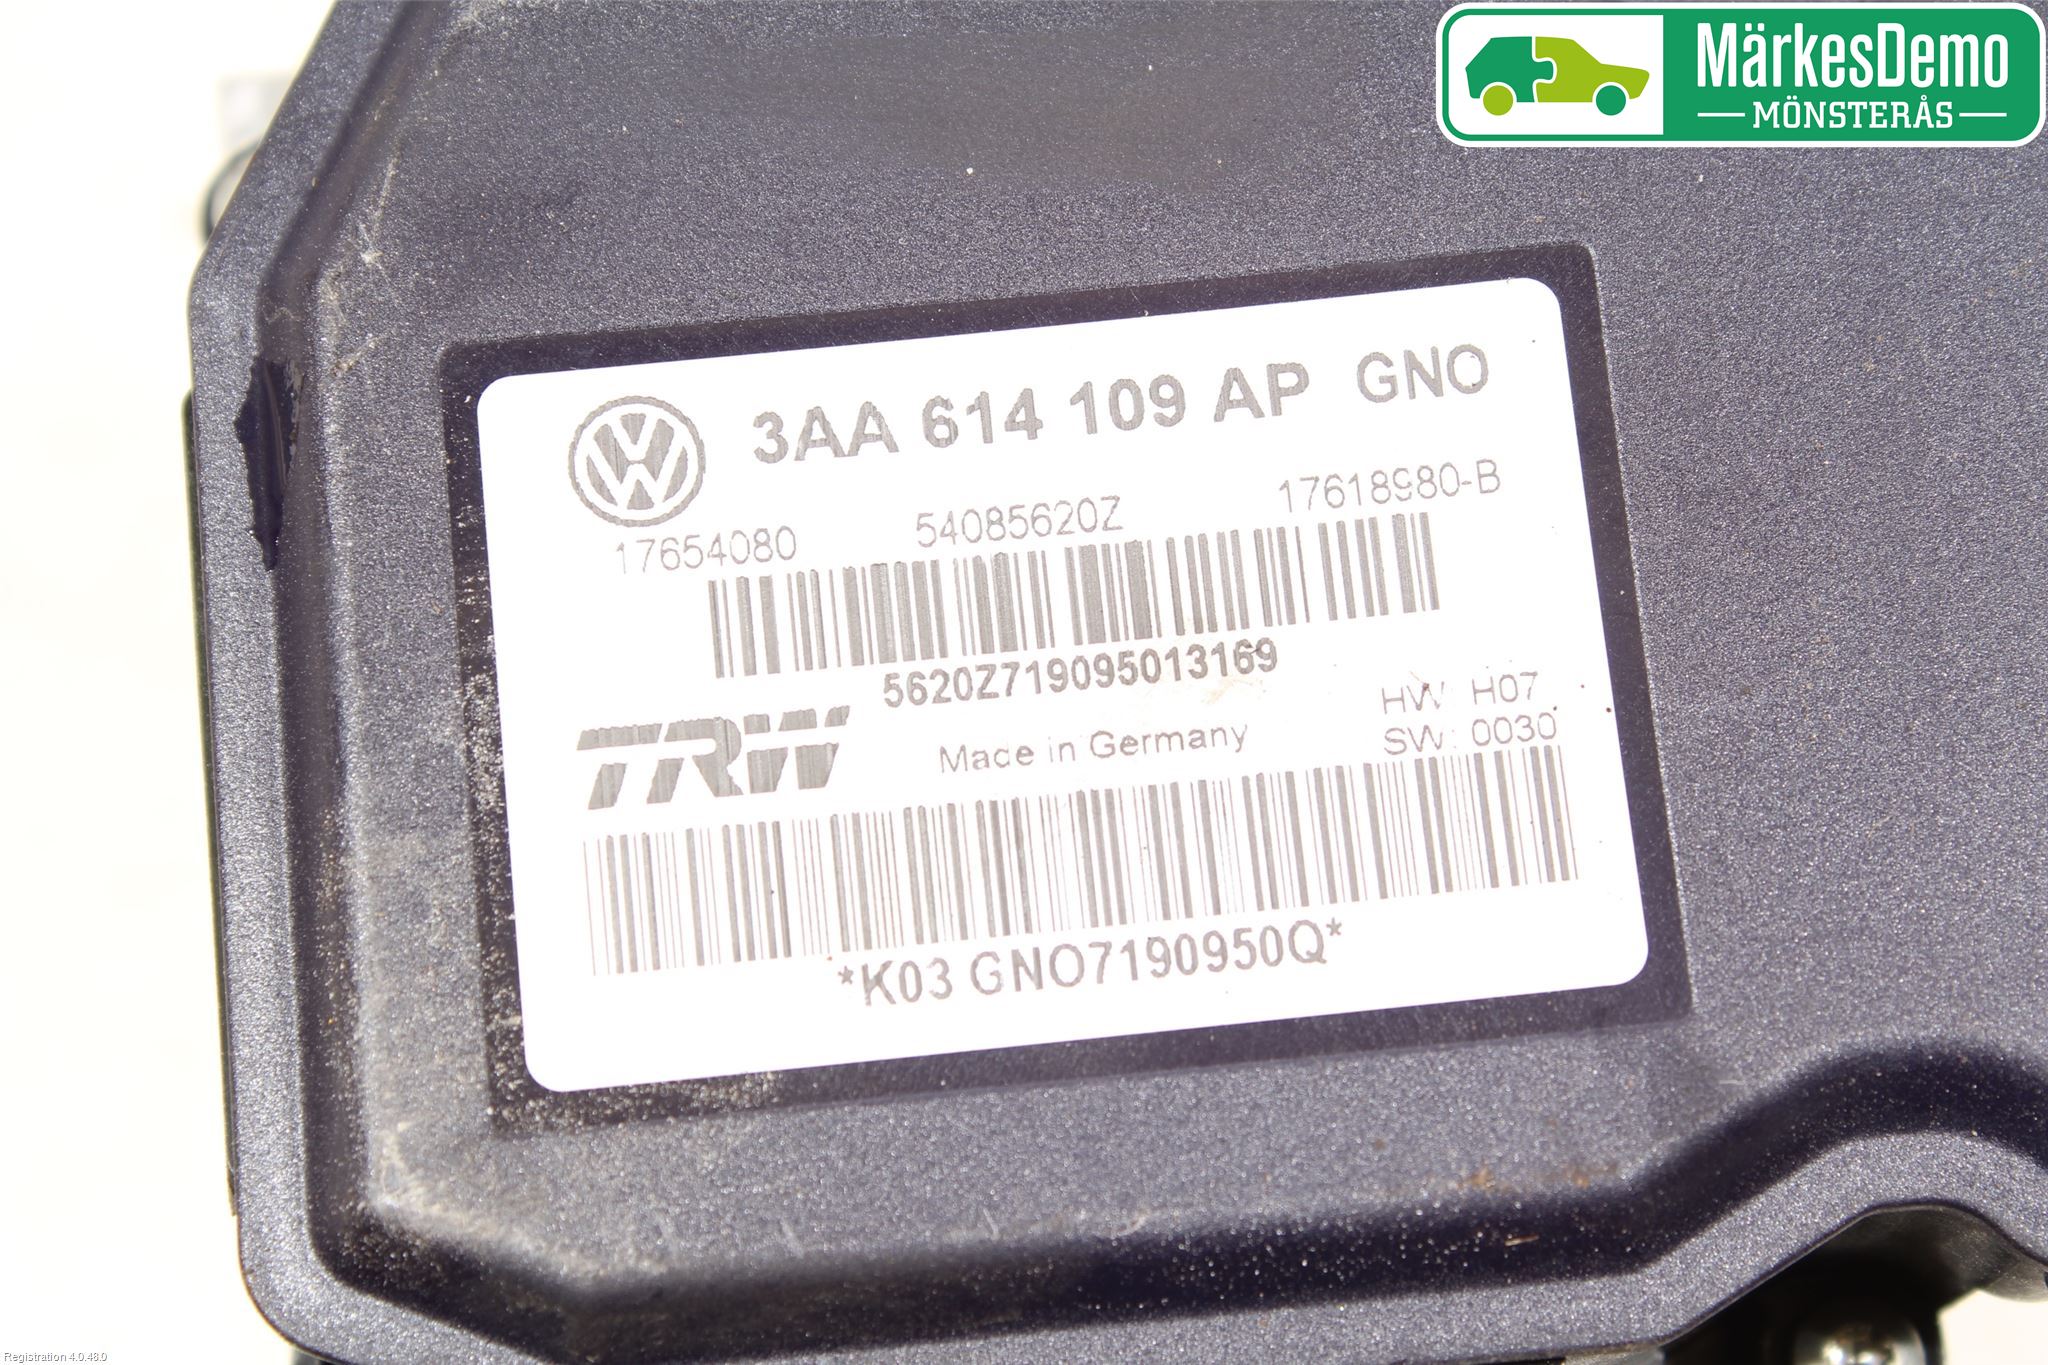 MärkesDemo
MÖNSTERÅS
VW 3AA 614 109 AP GNO
17654080 54085620Z 17618980-B
5620Z719095013169
TRW Made in Germany
HW: H07
SW: 0030
*K03 GNO7190950Q*
Registration 4.0.48.0